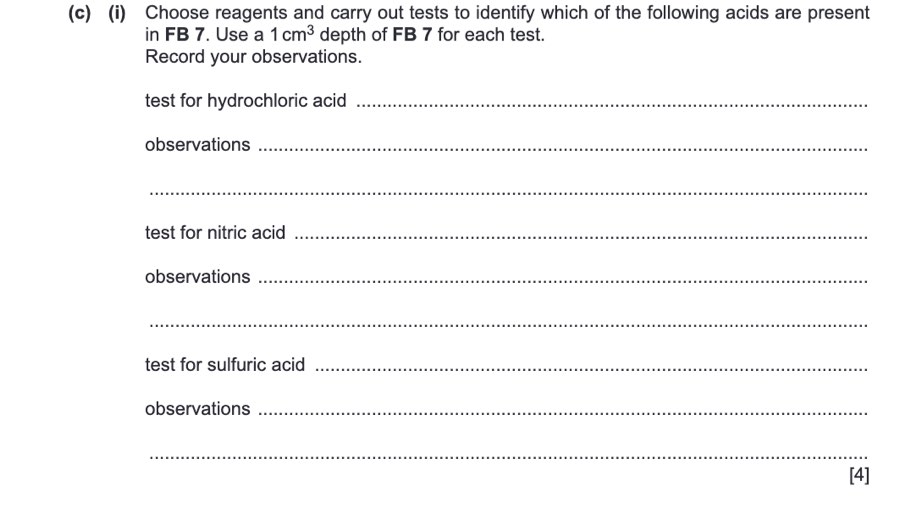 (c) (i) Choose reagents and carry out tests to identify which of the following acids are present
in FB 7. Use a 1 cm³ depth of FB 7 for each test.
Record your observations.
test for hydrochloric acid ..........................................................................................................
observations ..............................................................................................................................
....................................................................................................................................................
test for nitric acid .......................................................................................................................
observations ..............................................................................................................................
....................................................................................................................................................
test for sulfuric acid ...................................................................................................................
observations ..............................................................................................................................
....................................................................................................................................................
[4]